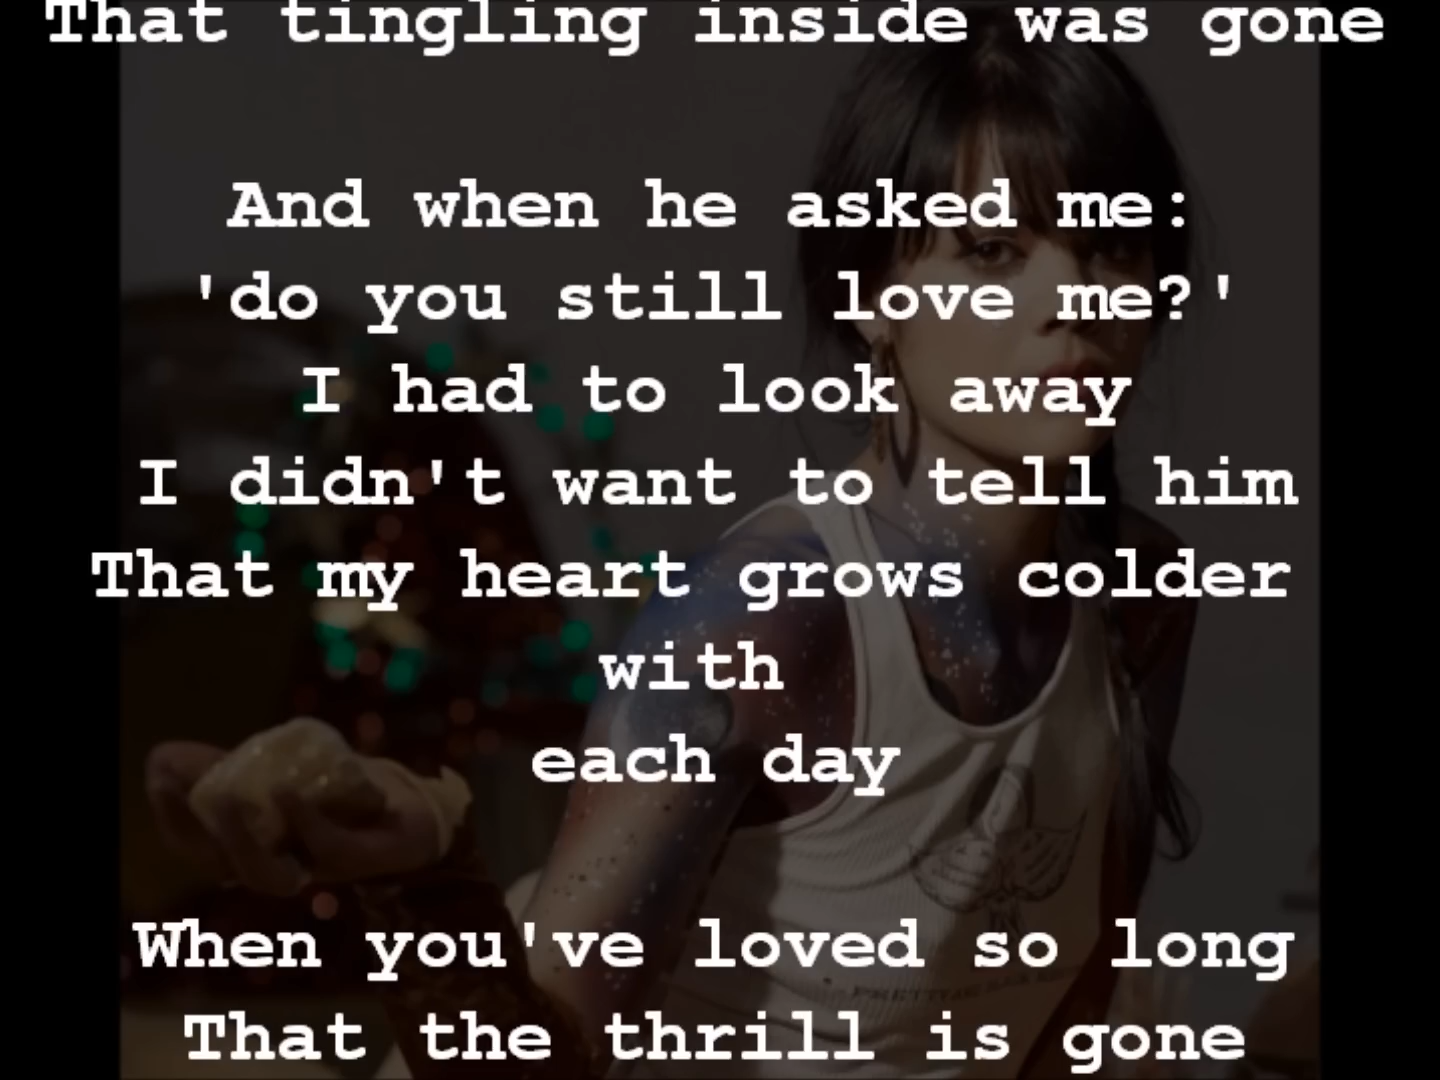 That tingling inside was gone
And when he asked me:
'do you still love me?'
I had to look away
I didn't want to tell him
That my heart grows colder
with
each day
When you've loved so long
That the thrill is gone